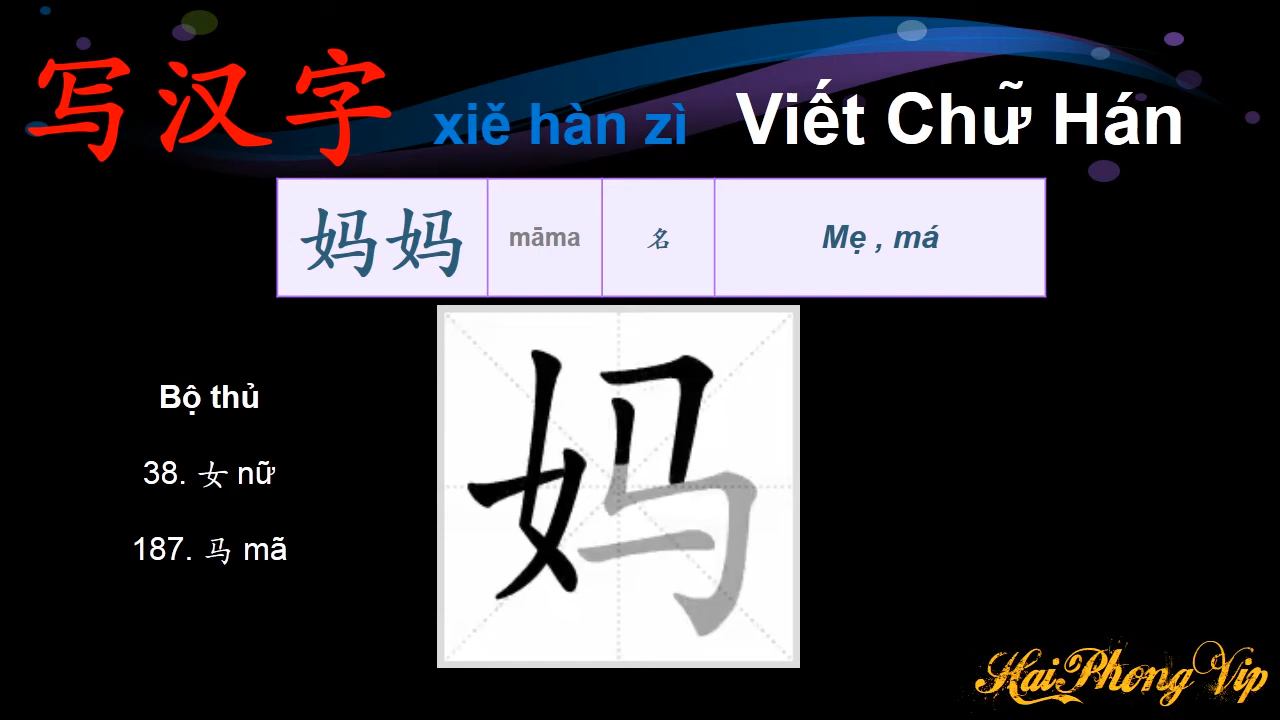 写汉字 xiě hàn zì Viết Chữ Hán
妈妈 māma 名 Mẹ , má
Bộ thủ
38. 女 nữ
187. 马 mã
妈
HaiPhongVip